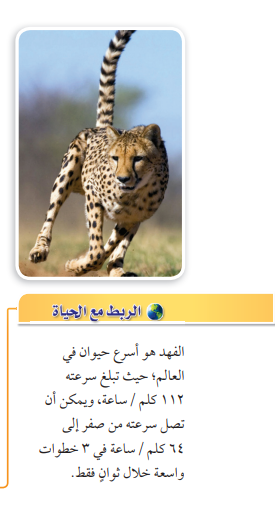 الربط مع الحياة
الفهد هو أسرع حيوان في
العالم؛ حيث تبلغ سرعته
١١٢ كلم / ساعة، ويمكن أن
تصل سرعته من صفر إلى
٦٤ كلم / ساعة في ٣ خطوات
واسعة خلال ثوانٍ فقط.